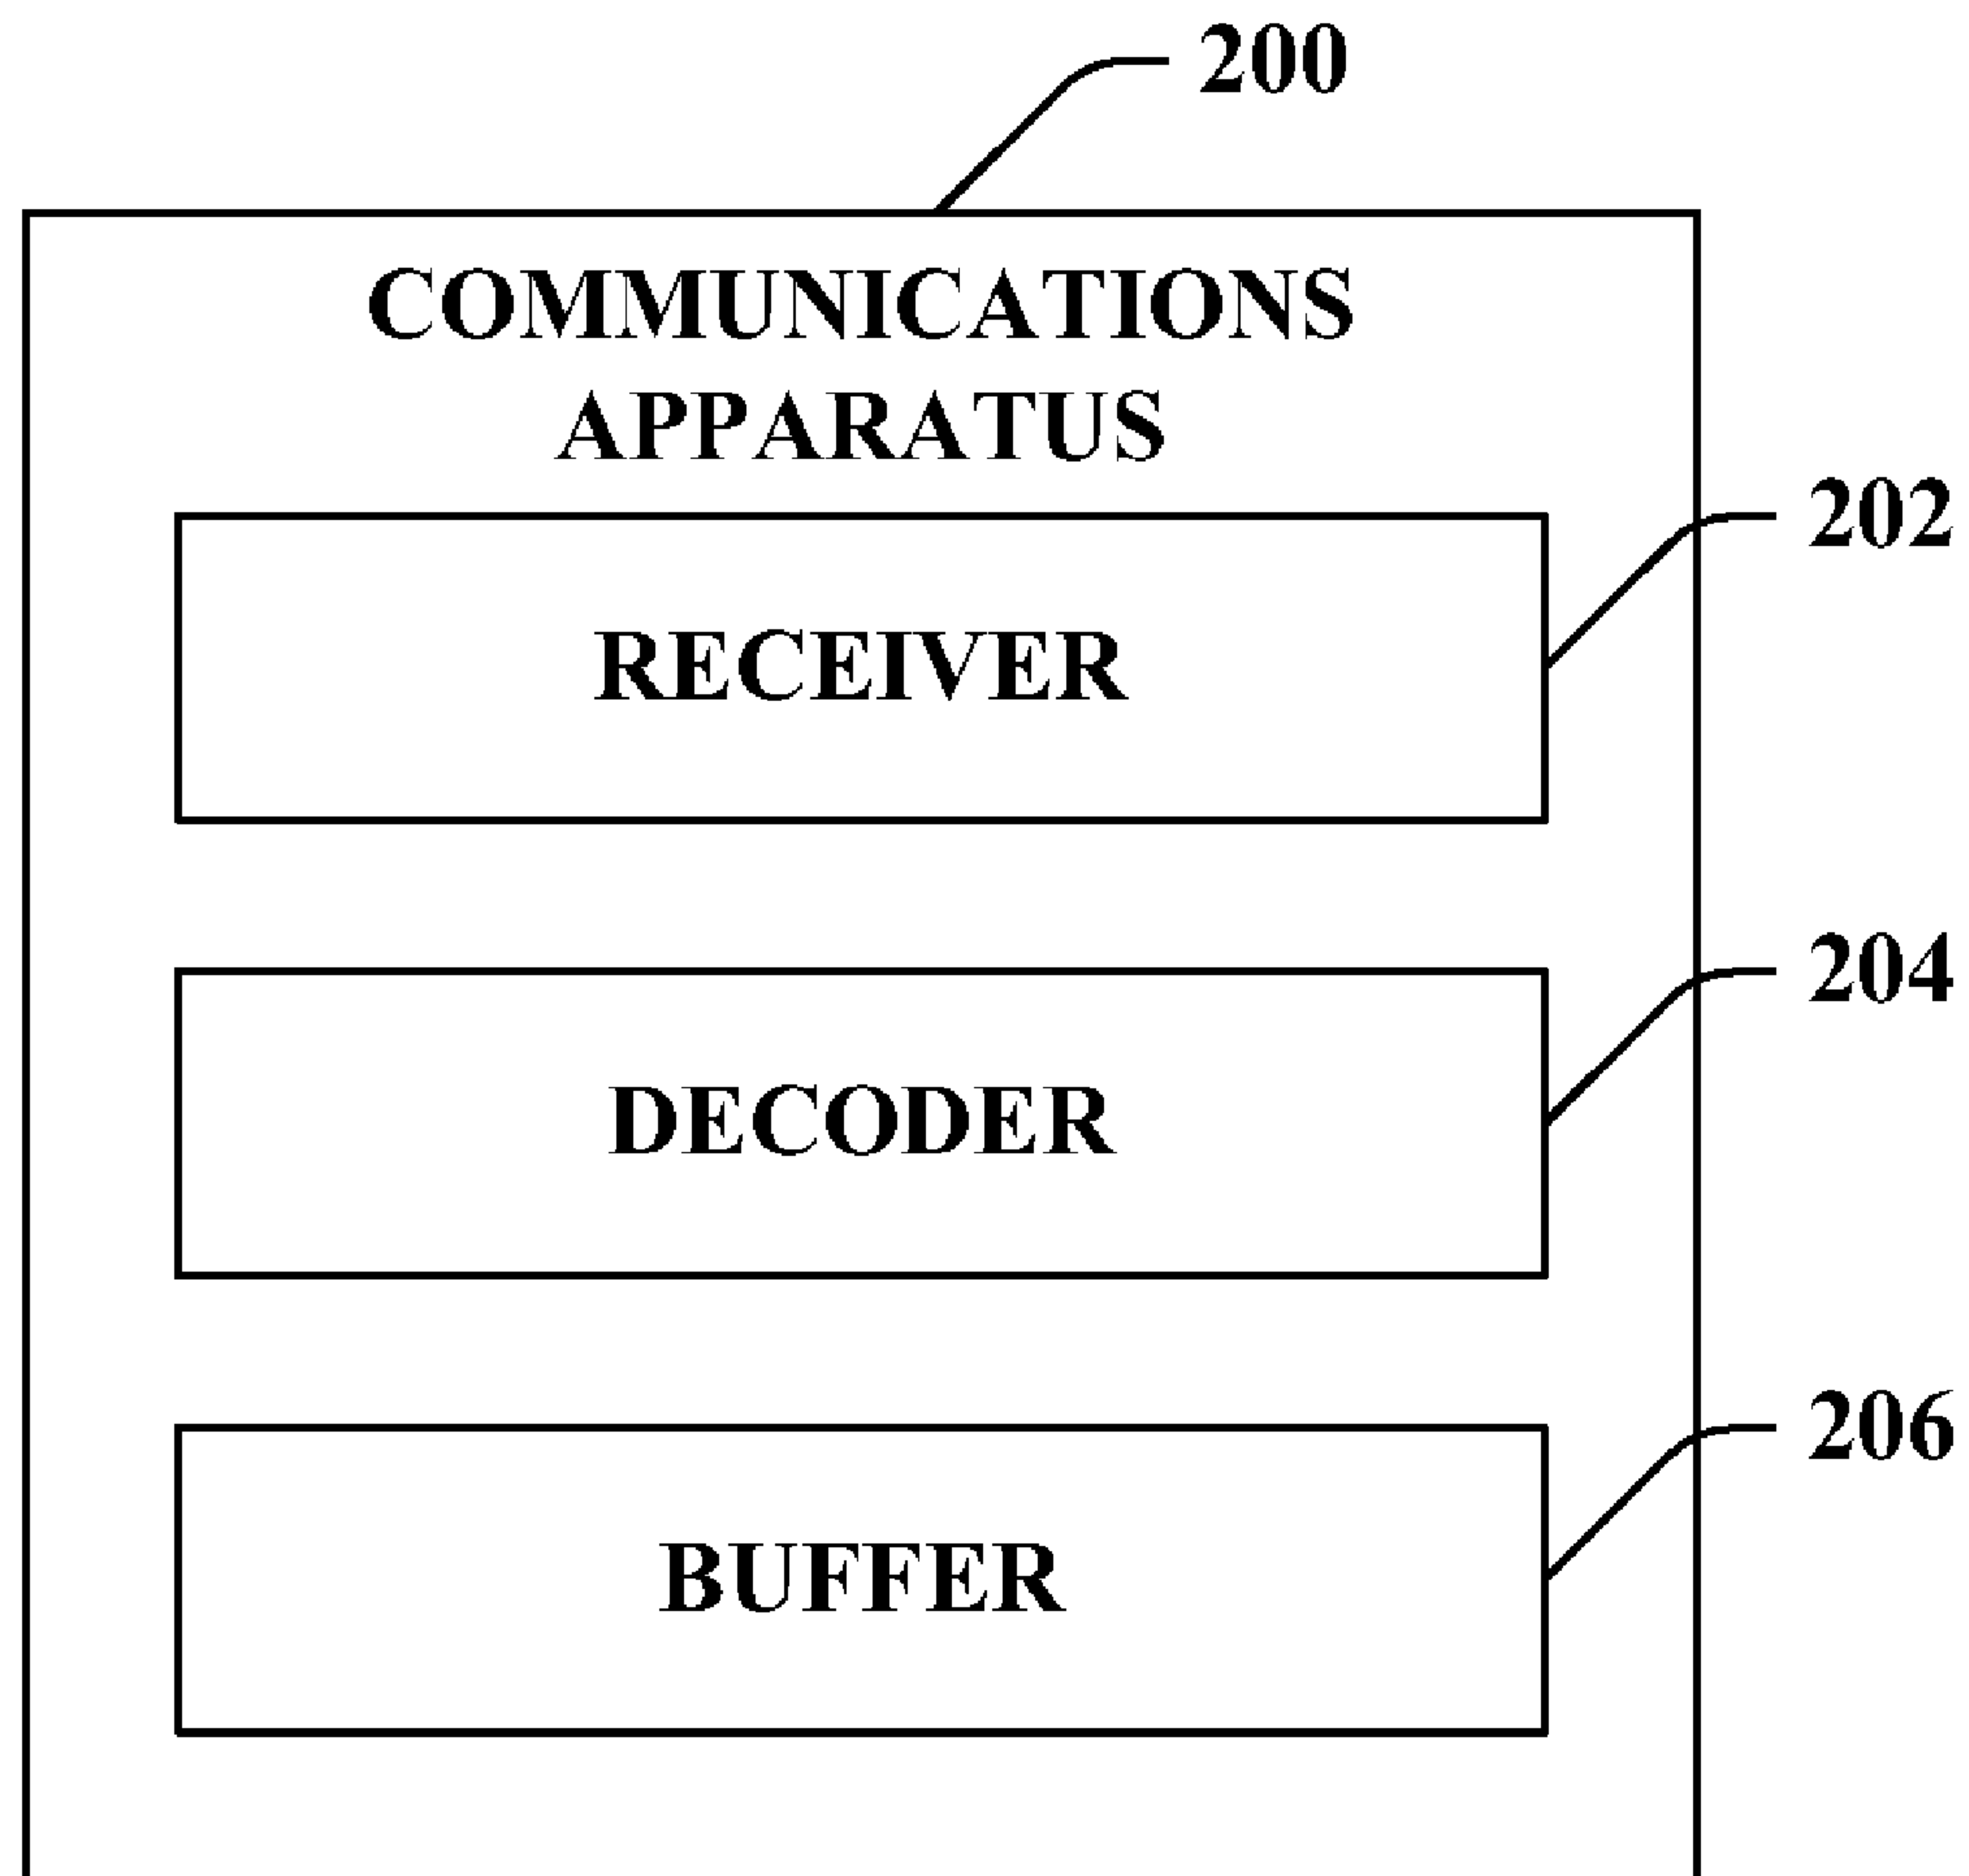 200
COMMUNICATIONS
APPARATUS
202
RECEIVER
204
DECODER
206
BUFFER